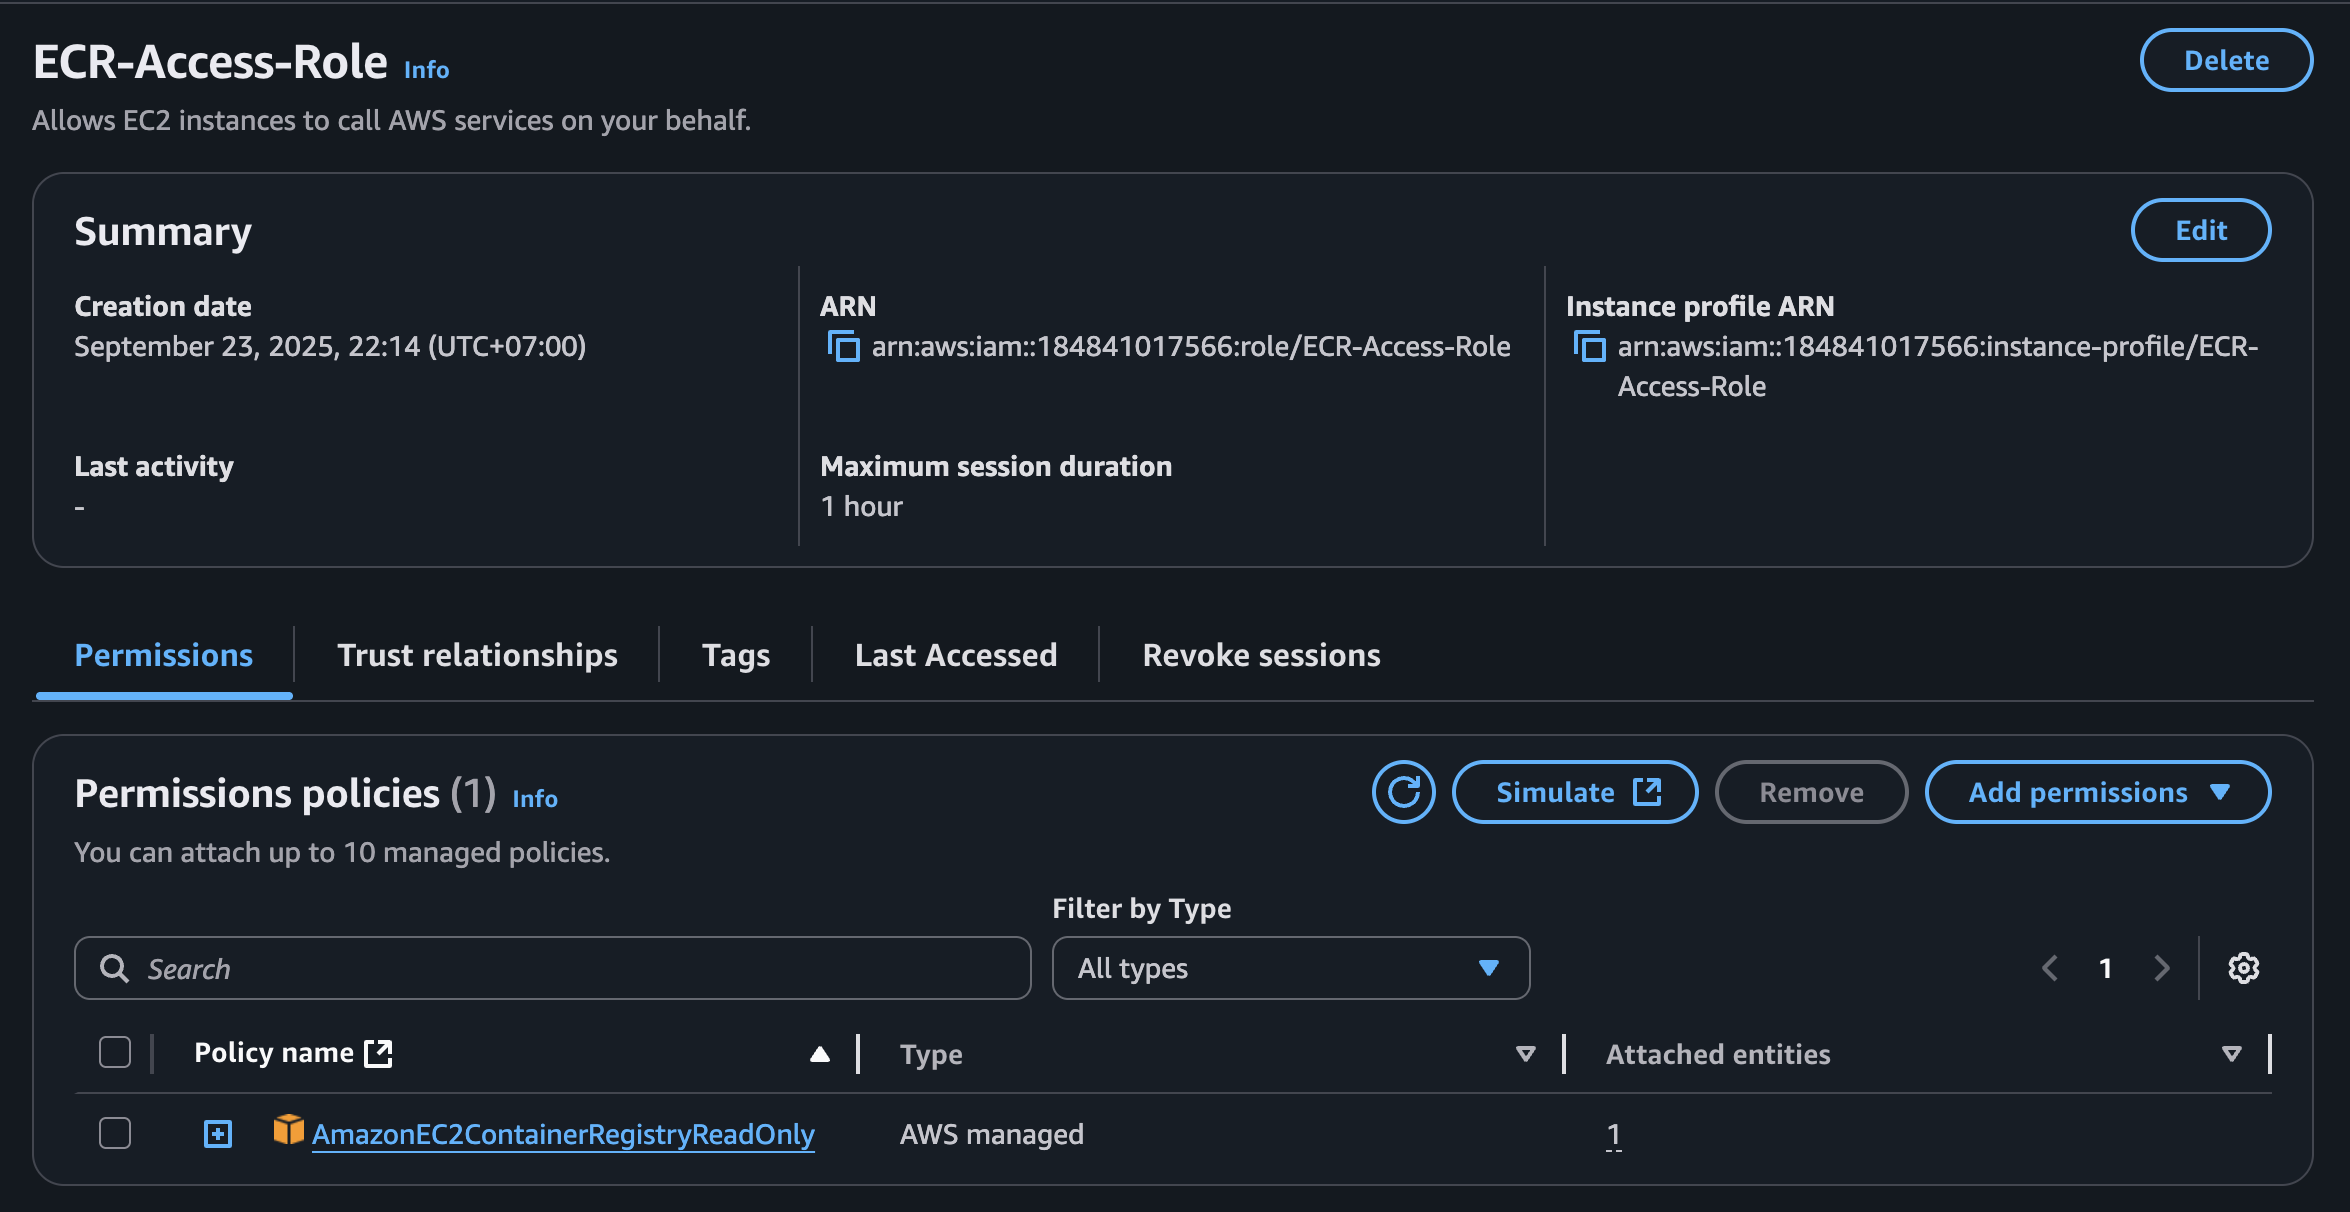 ECR-Access-Role Info
Delete
Allows EC2 instances to call AWS services on your behalf.
Summary
Edit
Creation date
September 23, 2025, 22:14 (UTC+07:00)
ARN
arn:aws:iam::184841017566:role/ECR-Access-Role
Instance profile ARN
arn:aws:iam::184841017566:instance-profile/ECR-
Access-Role
Last activity
-
Maximum session duration
1 hour
Permissions
Trust relationships
Tags
Last Accessed
Revoke sessions
Permissions policies (1) Info
Simulate
Remove
Add permissions
You can attach up to 10 managed policies.
Filter by Type
Search
All types
1
Policy name
Type
Attached entities
AmazonEC2ContainerRegistryReadOnly
AWS managed
1